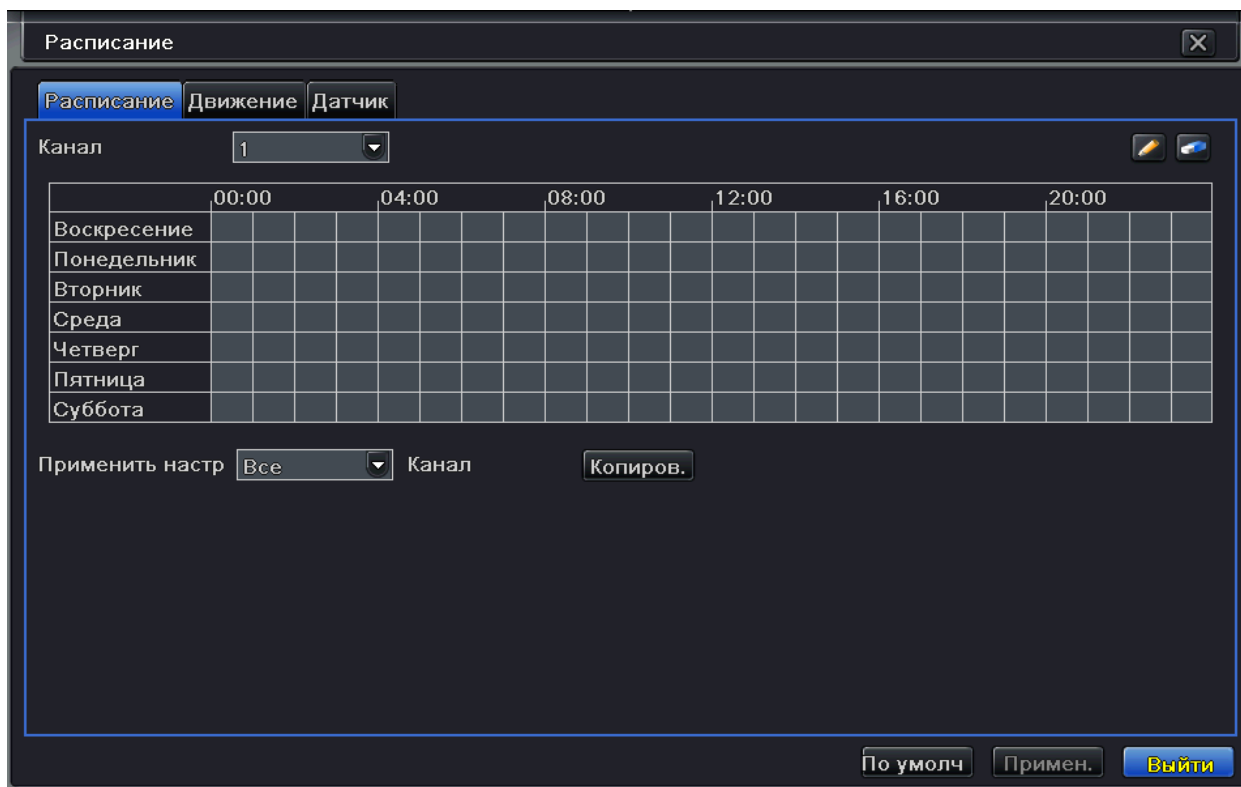 Расписание
Расписание Движение Датчик
Канал 1
00:00 04:00 08:00 12:00 16:00 20:00
Воскресение
Понедельник
Вторник
Среда
Четверг
Пятница
Суббота
Применить настр Все Канал Копиров.
По умолч Примен. Выйти